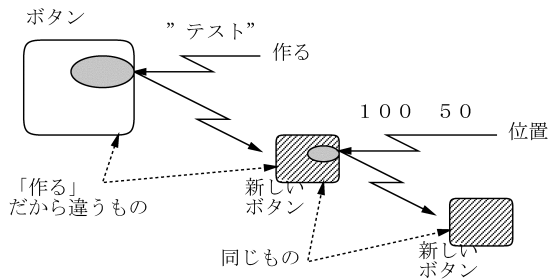 ボタン
”テスト”
作る
１００　５０
位置
「作る」
だから違うもの
新しい
ボタン
同じもの
新しい
ボタン